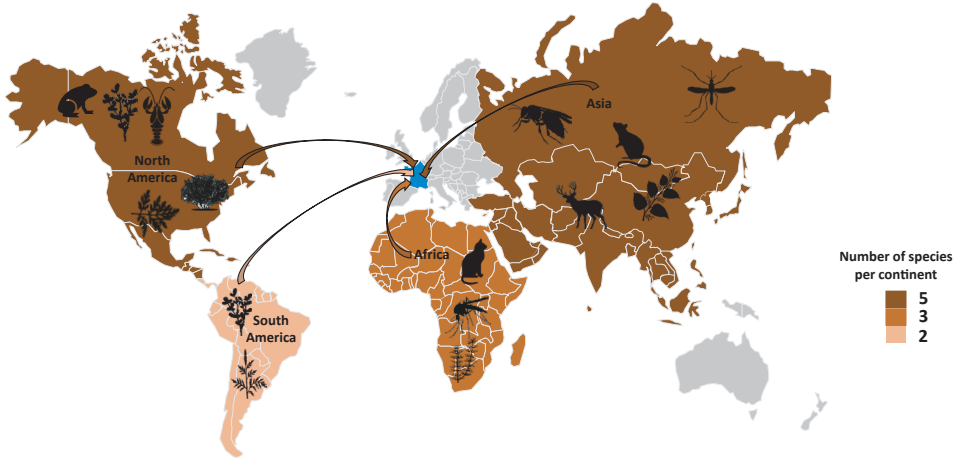 Asia
North
America
Africa
South
America
Number of species
per continent
5
3
2